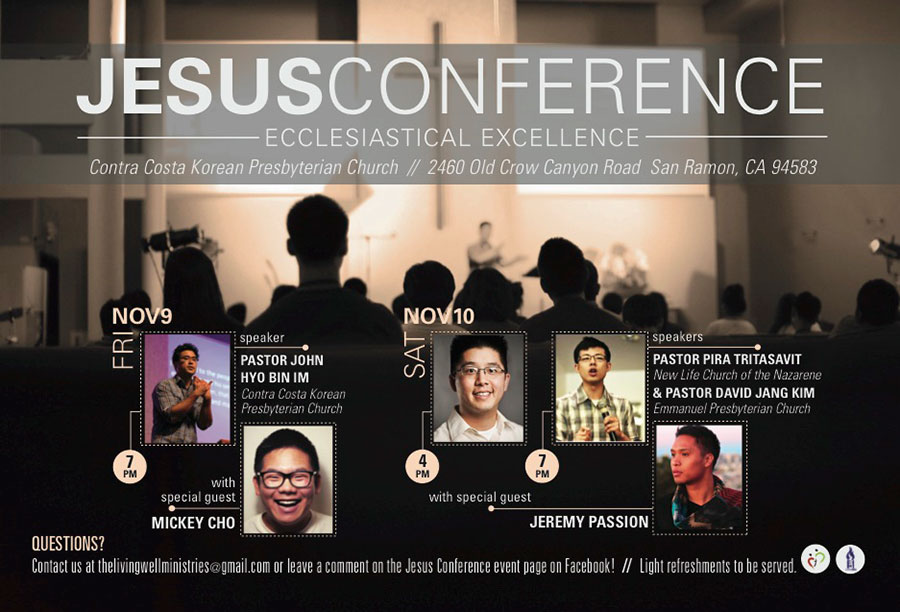 JESUSCONFERENCE
ECCLESIASTICAL EXCELLENCE
Contra Costa Korean Presbyterian Church // 2460 Old Crow Canyon Road San Ramon, CA 94583
NOV9
FRI
speaker
PASTOR JOHN
HYO BIN IM
Contra Costa Korean
Presbyterian Church
7
PM
with
special guest
MICKEY CHO
NOV10
SAT
speakers
PASTOR PIRA TRITASAVIT
New Life Church of the Nazarene
& PASTOR DAVID JANG KIM
Emmanuel Presbyterian Church
4
PM
7
PM
with special guest
JEREMY PASSION
QUESTIONS?
Contact us at thelivingwellministries@gmail.com or leave a comment on the Jesus Conference event page on Facebook! // Light refreshments to be served.